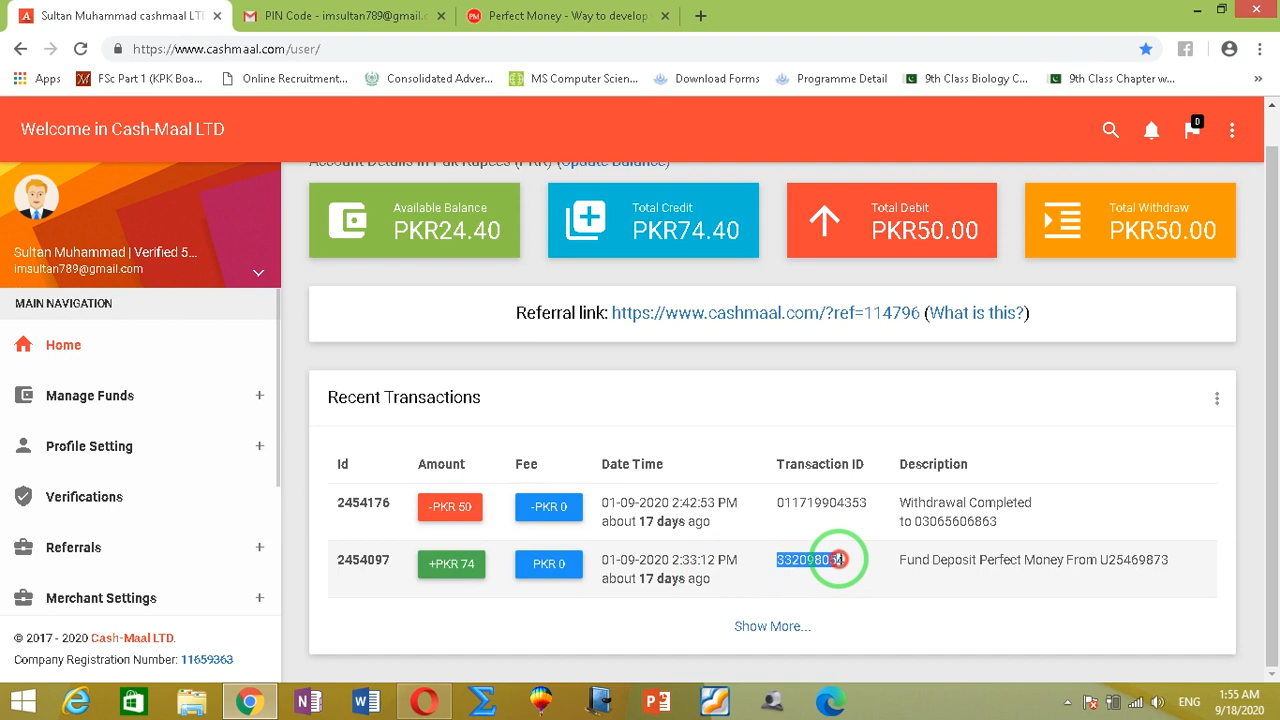 Sultan Muhammad cashmaal LT
PIN Code - imsultan789@gmail.c
Perfect Money - Way to develop
https://www.cashmaal.com/user/
Apps
FSc Part 1 (KPK Boa...
Online Recruitment...
Consolidated Adver...
MS Computer Scien...
Download Forms
Programme Detail
9th Class Biology C...
9th Class Chapter w...
»
Welcome in Cash-Maal LTD
0
Account Details in Pak Rupees (PKR) (Update Balance)
Available Balance
PKR24.40
Total Credit
PKR74.40
Total Debit
PKR50.00
Total Withdraw
PKR50.00
Sultan Muhammad | Verified 5...
imsultan789@gmail.com
MAIN NAVIGATION
Home
Manage Funds +
Profile Setting +
Verifications
Referrals +
Merchant Settings +
© 2017 - 2020 Cash-Maal LTD.
Company Registration Number: 11659363
Referral link: https://www.cashmaal.com/?ref=114796 (What is this?)
Recent Transactions
Id Amount Fee Date Time Transaction ID Description
2454176 -PKR 50 -PKR 0 01-09-2020 2:42:53 PM 011719904353 Withdrawal Completed
about 17 days ago to 03065606863
2454097 +PKR 74 PKR 0 01-09-2020 2:33:12 PM Fund Deposit Perfect Money From U25469873
about 17 days ago
Show More...
ENG
1:55 AM
9/18/2020